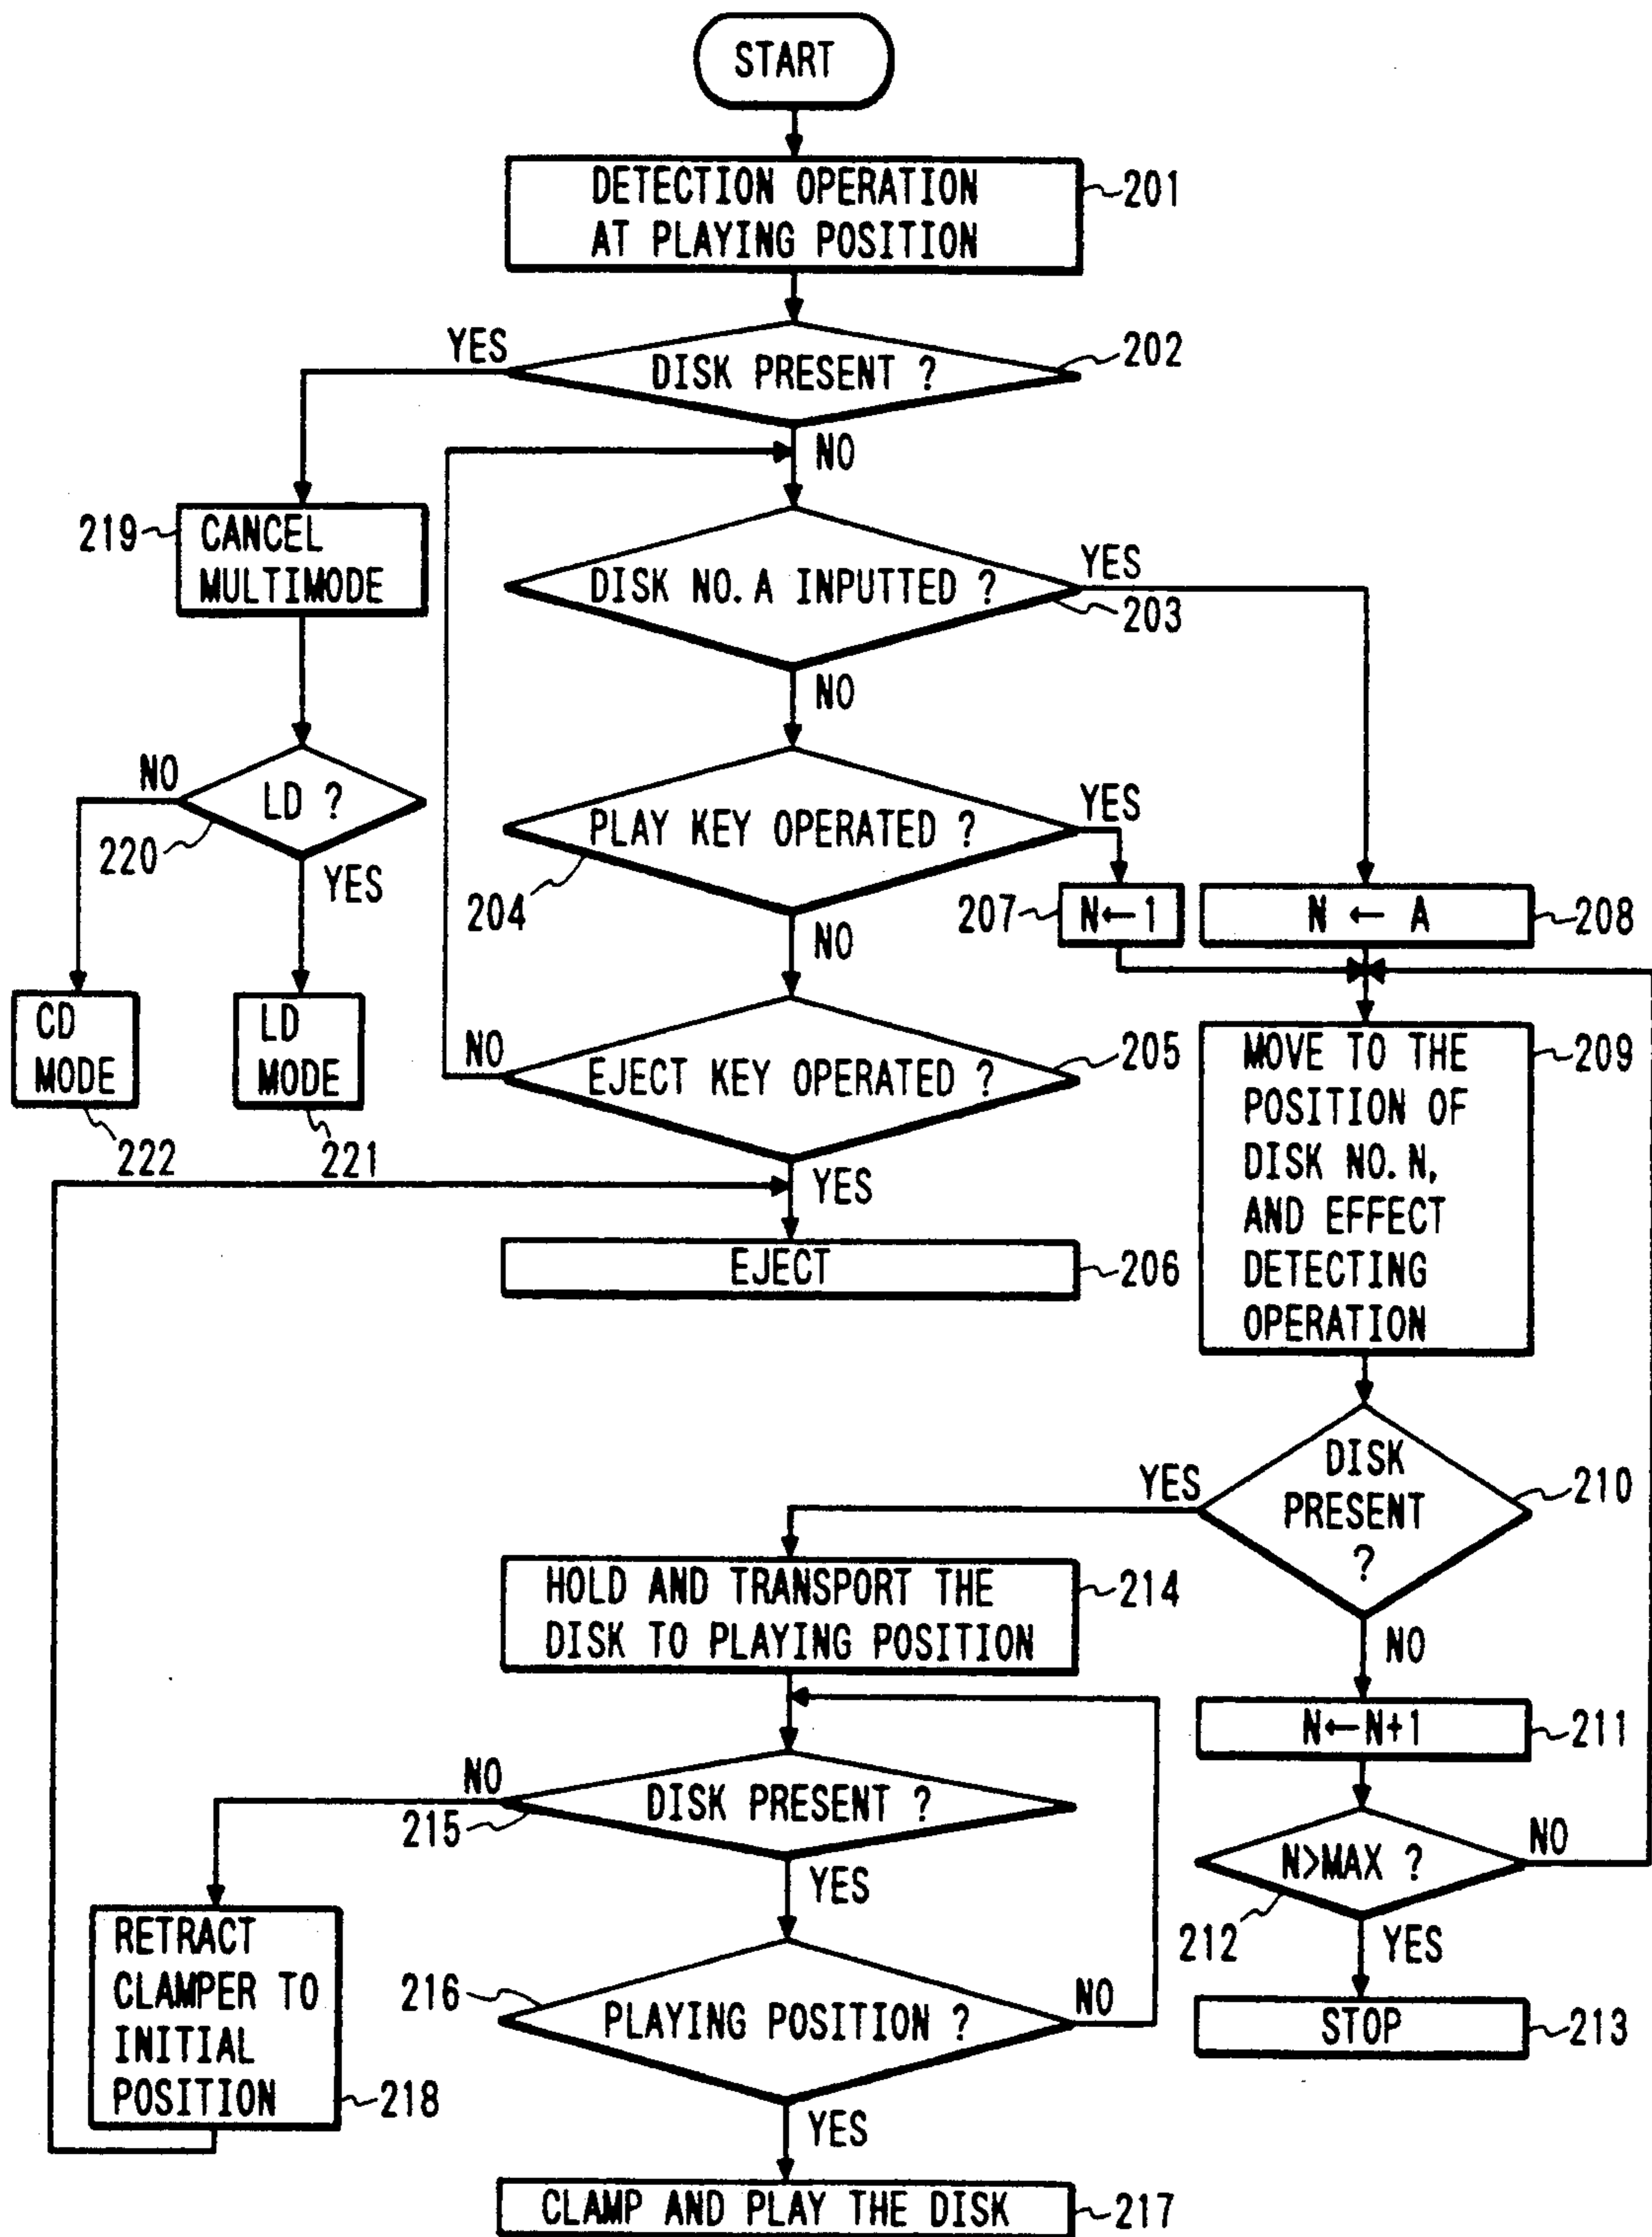 START
DETECTION OPERATION
AT PLAYING POSITION
201
YES
DISK PRESENT ?
202
NO
219
CANCEL
MULTIMODE
DISK NO. A INPUTTED ?
YES
203
NO
NO
LD ?
220
YES
PLAY KEY OPERATED ?
YES
204
207
N←1
N ← A
208
NO
CD
MODE
222
LD
MODE
221
NO
EJECT KEY OPERATED ?
205
YES
EJECT
206
MOVE TO THE
POSITION OF
DISK NO. N,
AND EFFECT
DETECTING
OPERATION
209
YES
DISK
PRESENT
?
210
NO
HOLD AND TRANSPORT THE
DISK TO PLAYING POSITION
214
N←N+1
211
NO
DISK PRESENT ?
215
YES
N>MAX ?
NO
212
YES
STOP
213
RETRACT
CLAMPER TO
INITIAL
POSITION
218
216
PLAYING POSITION ?
NO
YES
CLAMP AND PLAY THE DISK
217